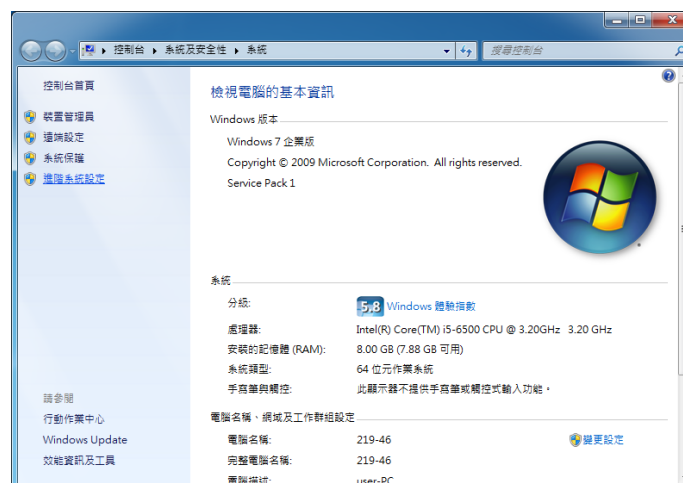 控制台 ▸ 系統及安全性 ▸ 系統
搜尋控制台
控制台首頁
裝置管理員
遠端設定
系統保護
進階系統設定
請參閱
行動作業中心
Windows Update
效能資訊及工具
檢視電腦的基本資訊
Windows 版本
Windows 7 企業版
Copyright © 2009 Microsoft Corporation. All rights reserved.
Service Pack 1
系統
分級: 5.8 Windows 體驗指數
處理器: Intel(R) Core(TM) i5-6500 CPU @ 3.20GHz 3.20 GHz
安裝的記憶體 (RAM): 8.00 GB (7.88 GB 可用)
系統類型: 64 位元作業系統
手寫筆與觸控: 此顯示器不提供手寫筆或觸控式輸入功能。
電腦名稱、網域及工作群組設定
電腦名稱: 219-46 變更設定
完整電腦名稱: 219-46
電腦描述: user-PC